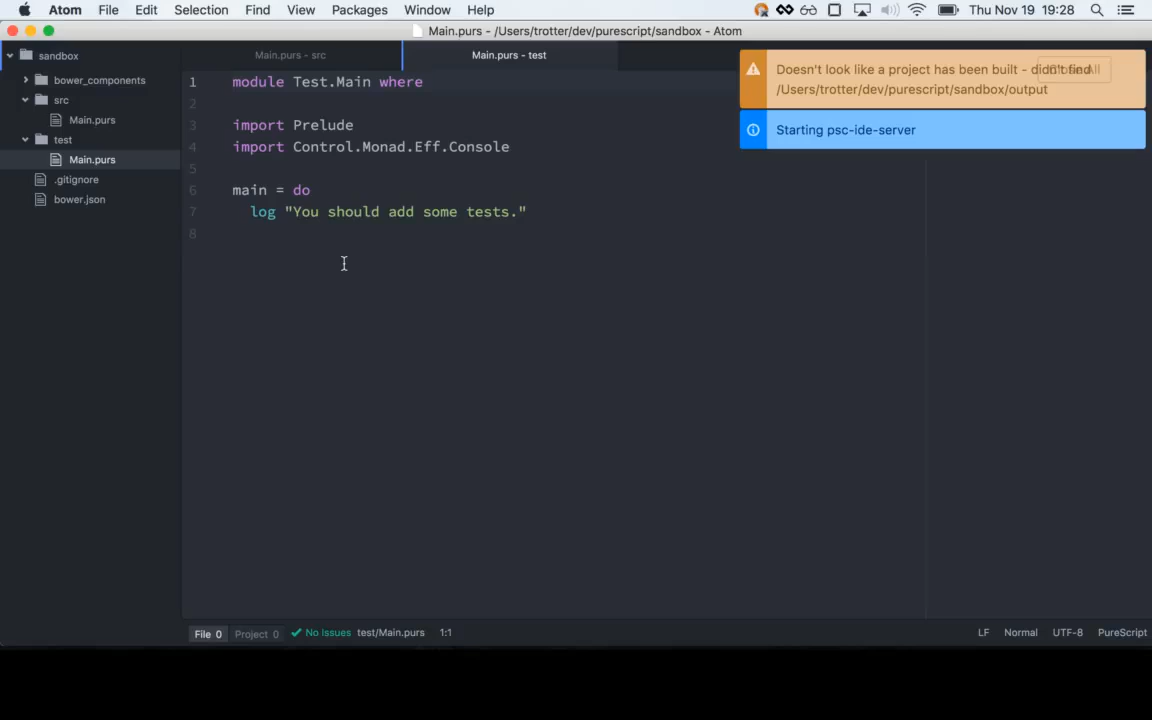 Atom File Edit Selection Find View Packages Window Help Thu Nov 19 19:28
Main.purs - /Users/trotter/dev/purescript/sandbox - Atom
sandbox
bower_components
src
Main.purs
test
Main.purs
.gitignore
bower.json
Main.purs - src
Main.purs - test
1 module Test.Main where
2
3 import Prelude
4 import Control.Monad.Eff.Console
5
6 main = do
7 log "You should add some tests."
8
Doesn't look like a project has been built - didn't find
/Users/trotter/dev/purescript/sandbox/output
Starting psc-ide-server
File 0 Project 0 No Issues test/Main.purs 1:1 LF Normal UTF-8 PureScript